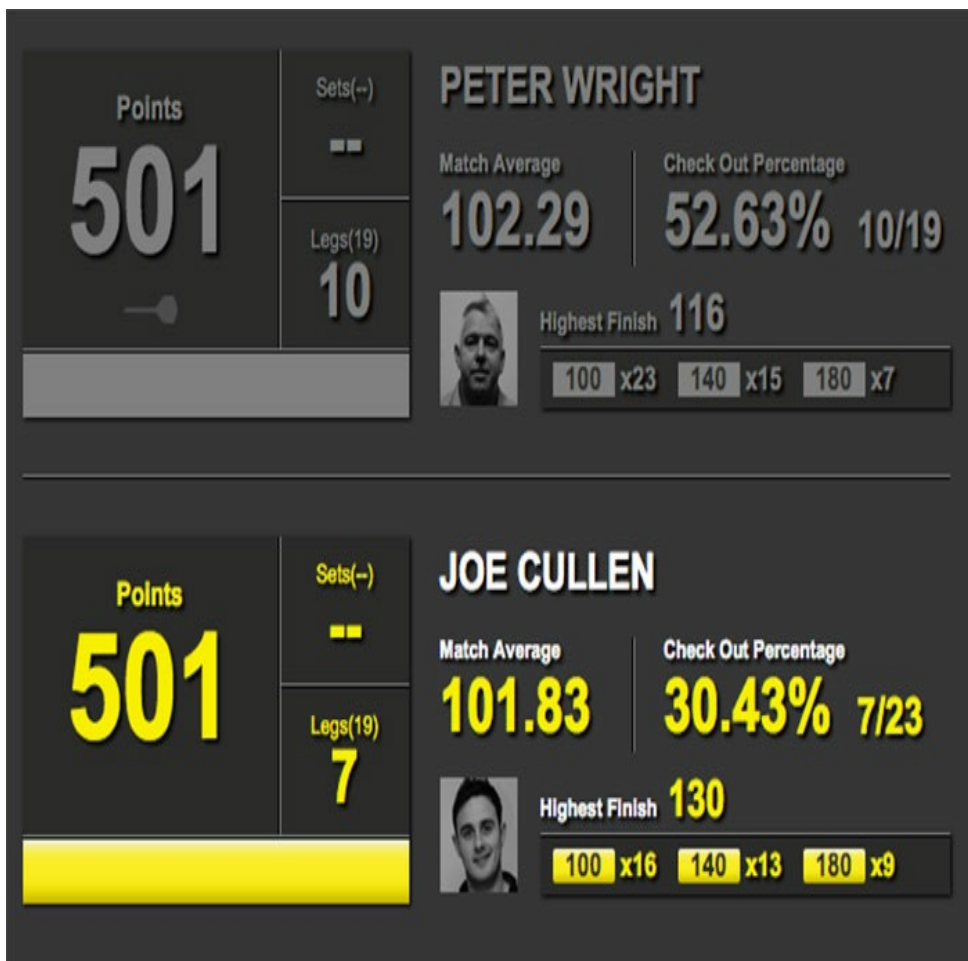 PETER WRIGHT
Points
501
Sets(--)
--
Legs(19)
10
Match Average
102.29
Check Out Percentage
52.63% 10/19
Highest Finish 116
100 x23 140 x15 180 x7
JOE CULLEN
Points
501
Sets(--)
--
Legs(19)
7
Match Average
101.83
Check Out Percentage
30.43% 7/23
Highest Finish 130
100 x16 140 x13 180 x9